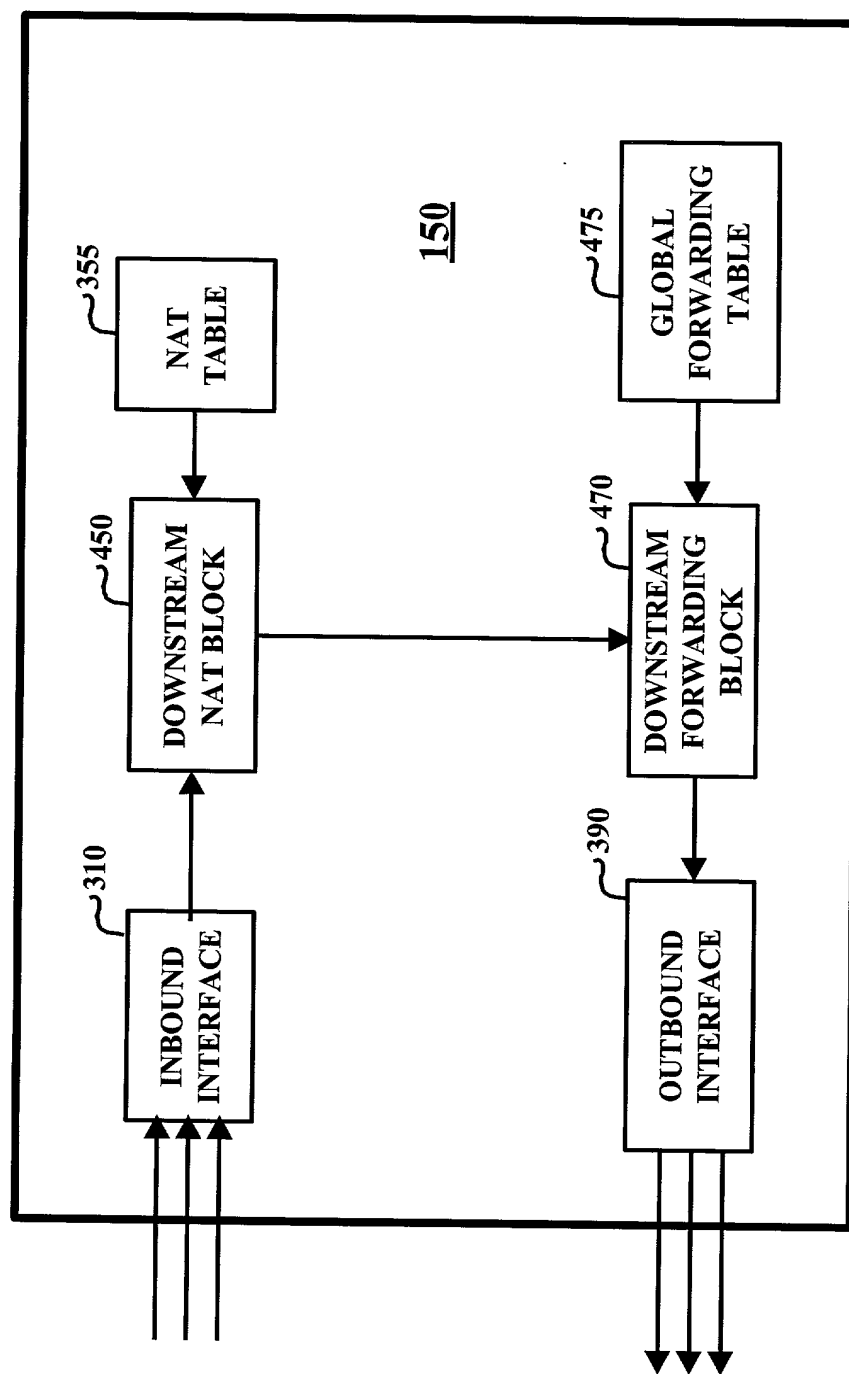 310
INBOUND
INTERFACE
450
DOWNSTREAM
NAT BLOCK
355
NAT
TABLE
150
390
OUTBOUND
INTERFACE
470
DOWNSTREAM
FORWARDING
BLOCK
475
GLOBAL
FORWARDING
TABLE